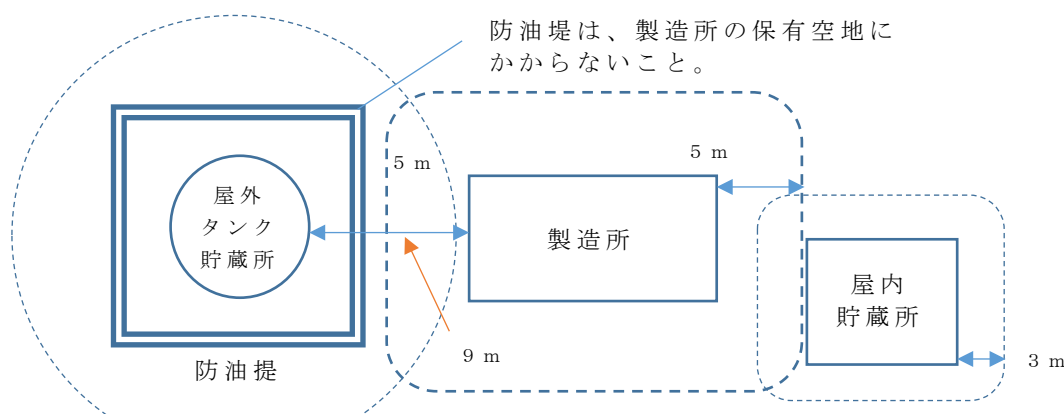 防油堤は、製造所の保有空地に
かからないこと。
5 m
5 m
屋外
タンク
貯蔵所
製造所
屋内
貯蔵所
9 m
3 m
防油提